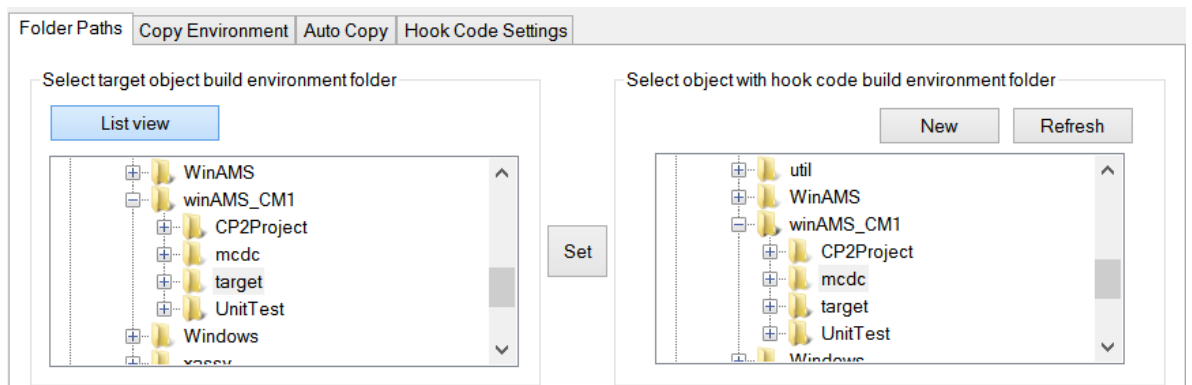 Folder Paths Copy Environment Auto Copy Hook Code Settings
Select target object build environment folder
List view
WinAMS
winAMS_CM1
CP2Project
mcdc
target
UnitTest
Windows
xassy
Set
Select object with hook code build environment folder
New Refresh
util
WinAMS
winAMS_CM1
CP2Project
mcdc
target
UnitTest
Windows